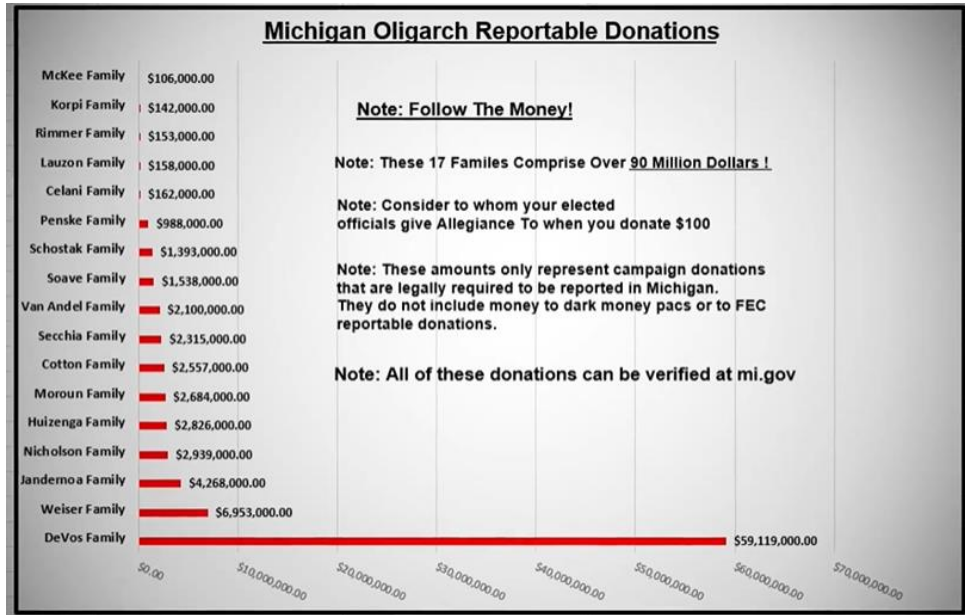 Michigan Oligarch Reportable Donations
McKee Family $106,000.00
Korpi Family $142,000.00
Rimmer Family $153,000.00
Lauzon Family $158,000.00
Celani Family $162,000.00
Penske Family $988,000.00
Schostak Family $1,393,000.00
Soave Family $1,538,000.00
Van Andel Family $2,100,000.00
Secchia Family $2,315,000.00
Cotton Family $2,557,000.00
Moroun Family $2,684,000.00
Huizenga Family $2,826,000.00
Nicholson Family $2,939,000.00
Jandernoa Family $4,268,000.00
Weiser Family $6,953,000.00
DeVos Family $59,119,000.00
Note: Follow The Money!
Note: These 17 Familes Comprise Over 90 Million Dollars !
Note: Consider to whom your elected
officials give Allegiance To when you donate $100
Note: These amounts only represent campaign donations
that are legally required to be reported in Michigan.
They do not include money to dark money pacs or to FEC
reportable donations.
Note: All of these donations can be verified at mi.gov
$0.00 $10,000,000.00 $20,000,000.00 $30,000,000.00 $40,000,000.00 $50,000,000.00 $60,000,000.00 $70,000,000.00